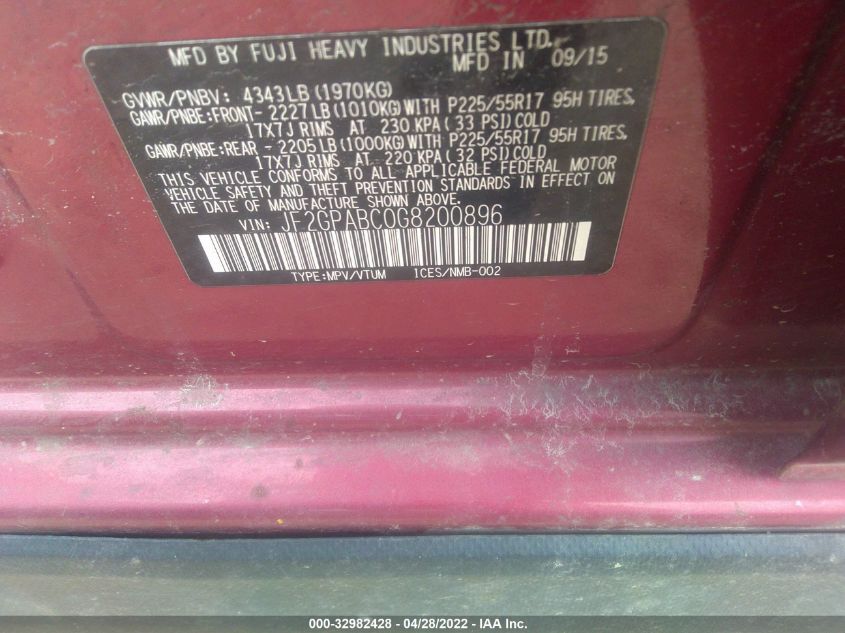 MFD BY FUJI HEAVY INDUSTRIES LTD.
MFD IN 09/15
GVWR/PNBV: 4343LB(1970KG)
GAWR/PNBE:FRONT- 2227LB(1010KG)WITH P225/55R17 95H TIRES,
17X7J RIMS AT 230 KPA(33 PSI)COLD
GAWR/PNBE:REAR - 2205LB(1000KG)WITH P225/55R17 95H TIRES,
17X7J RIMS AT 220 KPA(32 PSI)COLD
THIS VEHICLE CONFORMS TO ALL APPLICABLE FEDERAL MOTOR
VEHICLE SAFETY AND THEFT PREVENTION STANDARDS IN EFFECT ON
THE DATE OF MANUFACTURE SHOWN ABOVE.
VIN: JF2GPABC0G8200896
TYPE:MPV/VTUM ICES/NMB-002
000-32982428 - 04/28/2022 - IAA Inc.